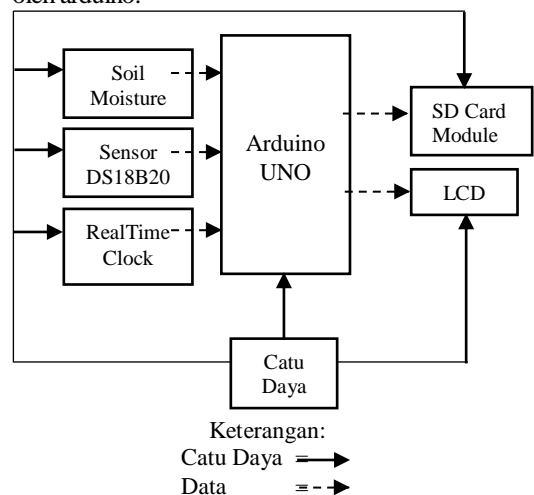 oleh arduino.
Soil
Moisture
Sensor
DS18B20
RealTime
Clock
Arduino
UNO
SD Card
Module
LCD
Catu
Daya
Keterangan:
Catu Daya =
Data =